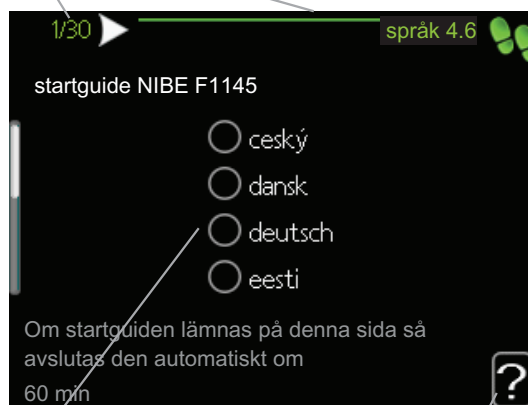 1/30
språk 4.6
startguide NIBE F1145
ceský
dansk
deutsch
eesti
Om startguiden lämnas på denna sida så
avslutas den automatiskt om
60 min
?